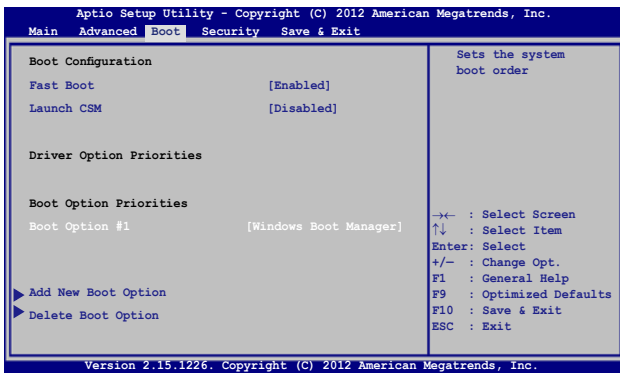 Aptio Setup Utility - Copyright (C) 2012 American Megatrends, Inc.
Main Advanced Boot Security Save & Exit
Boot Configuration
Fast Boot [Enabled]
Launch CSM [Disabled]
Driver Option Priorities
Boot Option Priorities
Boot Option #1 [Windows Boot Manager]
Add New Boot Option
Delete Boot Option
Sets the system
boot order
→← : Select Screen
↑↓ : Select Item
Enter: Select
+/— : Change Opt.
F1 : General Help
F9 : Optimized Defaults
F10 : Save & Exit
ESC : Exit
Version 2.15.1226. Copyright (C) 2012 American Megatrends, Inc.